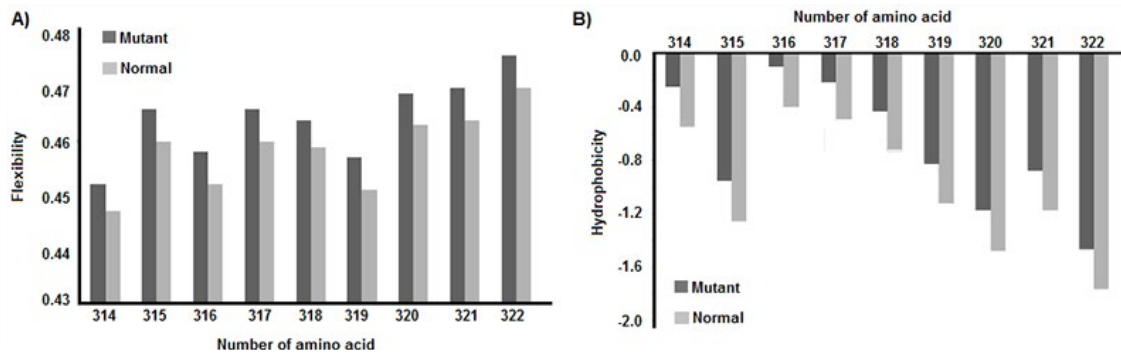 A)
0.48
0.47
0.46
0.45
0.44
0.43
Flexibility
Mutant
Normal
314 315 316 317 318 319 320 321 322
Number of amino acid
B)
Number of amino acid
314 315 316 317 318 319 320 321 322
0.0
-0.4
-0.8
-1.2
-1.6
-2.0
Hydrophobicity
Mutant
Normal